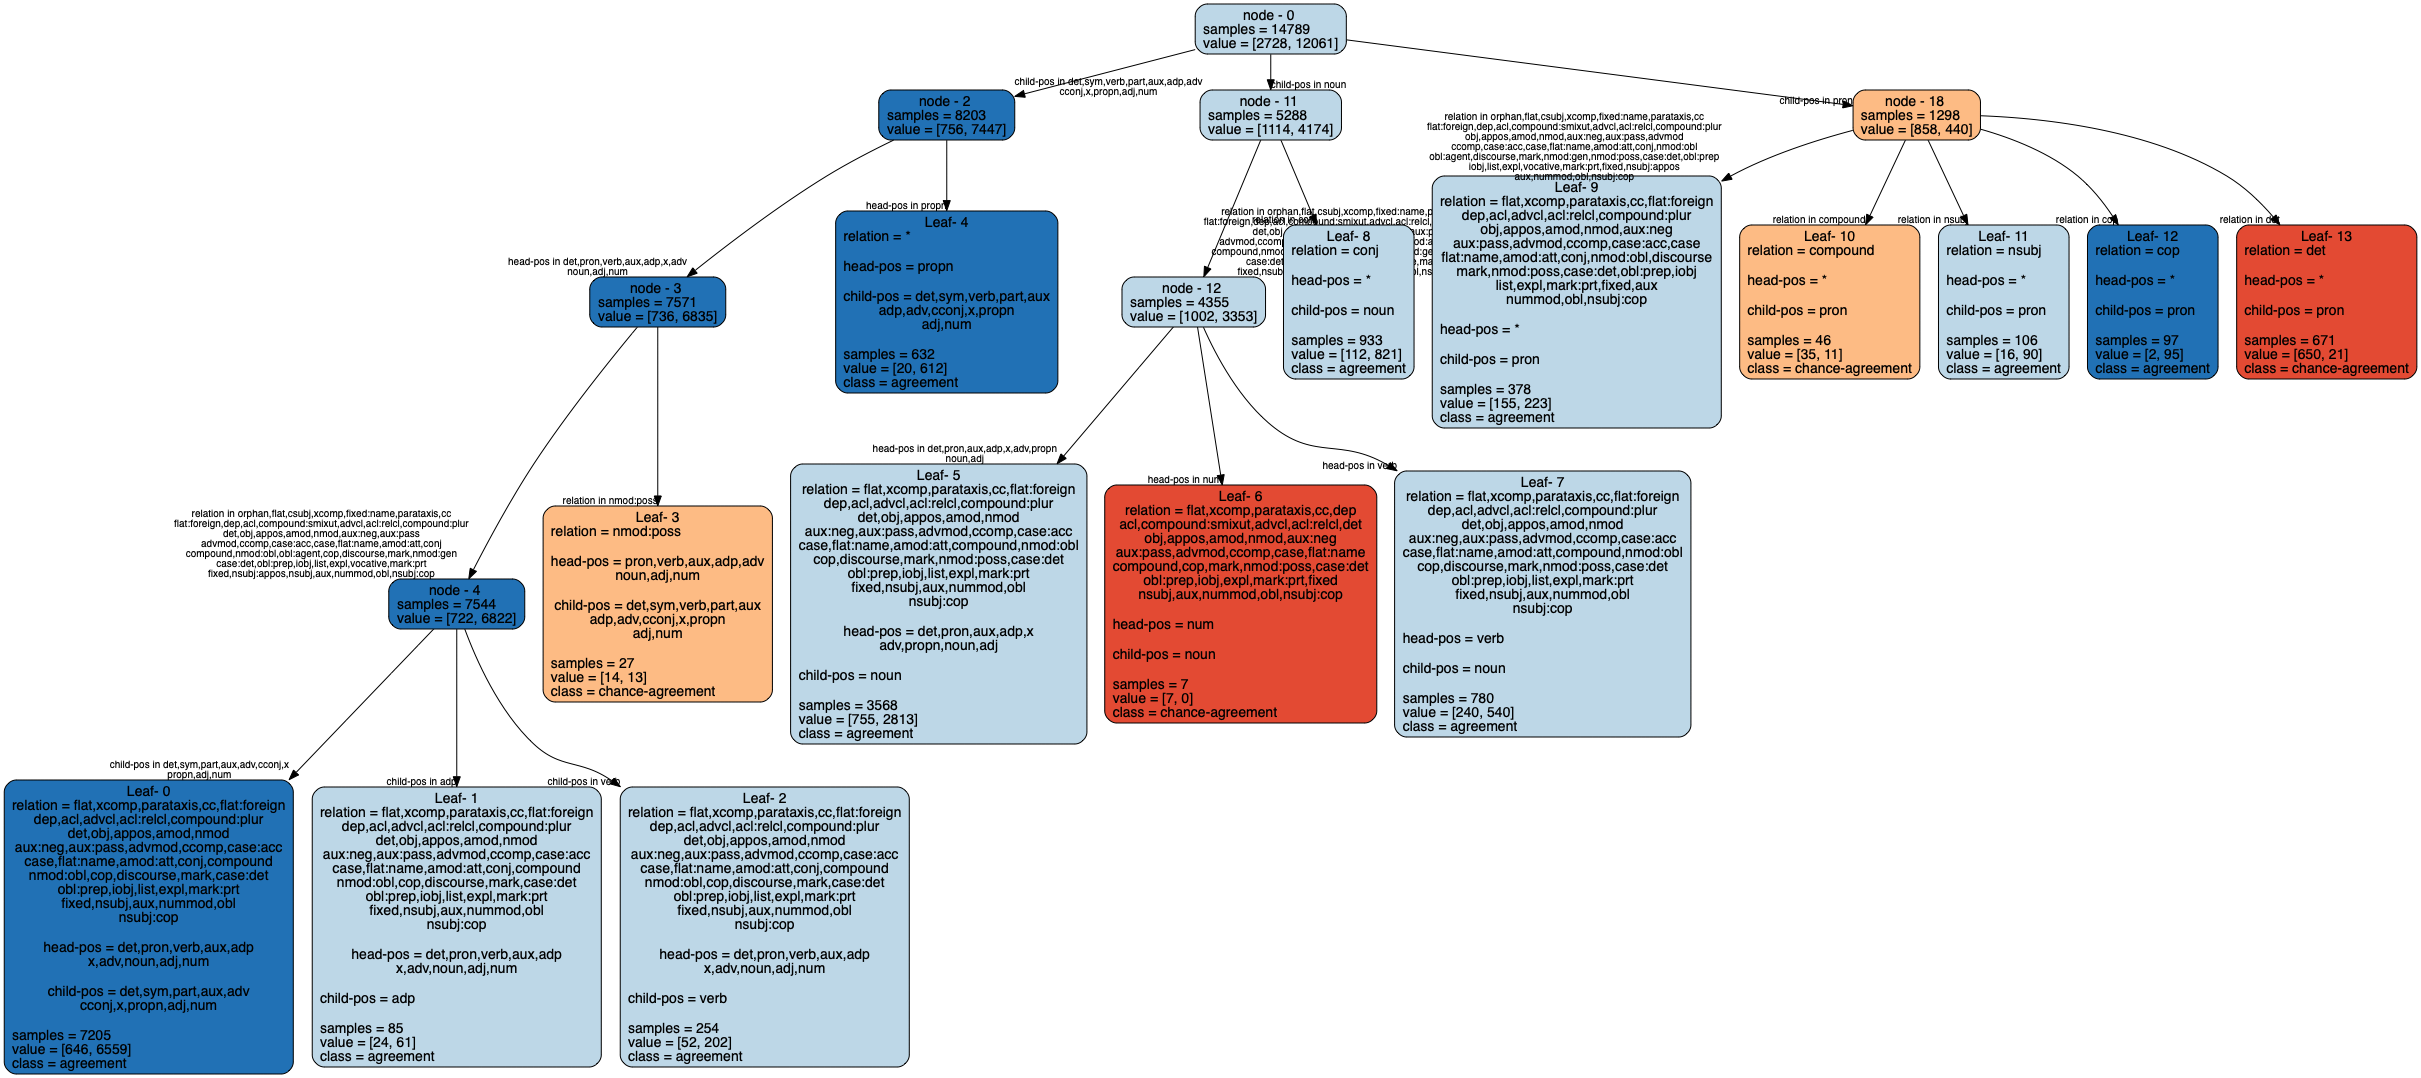 node - 0
samples = 14789
value = [2728, 12061]
child-pos in det,sym,verb,part,aux,adp,adv
cconj,x,propn,adj,num
child-pos in noun
child-pos in pron
node - 2
samples = 8203
value = [756, 7447]
node - 11
samples = 5288
value = [1114, 4174]
node - 18
samples = 1298
value = [858, 440]
head-pos in det,pron,verb,aux,adp,x,adv
noun,adj,num
head-pos in propn
relation in orphan,flat,csubj,xcomp,fixed:name,parataxis,cc
flat:foreign,dep,acl,compound:smixut,advcl,acl:relcl,compound:plur
obj,appos,amod,nmod,aux:neg,aux:pass,advmod
ccomp,case:acc,case,flat:name,amod:att,conj,nmod:obl
obl:agent,discourse,mark,nmod:gen,nmod:poss,case:det,obl:prep
iobj,list,expl,vocative,mark:prt,fixed,nsubj:appos
aux,nummod,obl,nsubj:cop
relation in compound
relation in nsubj
relation in cop
relation in det
node - 3
samples = 7571
value = [736, 6835]
Leaf- 4
relation = *
head-pos = propn
child-pos = det,sym,verb,part,aux
adp,adv,cconj,x,propn
adj,num
samples = 632
value = [20, 612]
class = agreement
relation in orphan,flat,csubj,xcomp,fixed:name,p
node - 12
samples = 4355
value = [1002, 3353]
Leaf- 8
relation = conj
head-pos = *
child-pos = noun
samples = 933
value = [112, 821]
class = agreement
Leaf- 9
relation = flat,xcomp,parataxis,cc,flat:foreign
dep,acl,advcl,acl:relcl,compound:plur
obj,appos,amod,nmod,aux:neg
aux:pass,advmod,ccomp,case:acc,case
flat:name,amod:att,conj,nmod:obl,discourse
mark,nmod:poss,case:det,obl:prep,iobj
list,expl,mark:prt,fixed,aux
nummod,obl,nsubj:cop
head-pos = *
child-pos = pron
samples = 378
value = [155, 223]
class = agreement
Leaf- 10
relation = compound
head-pos = *
child-pos = pron
samples = 46
value = [35, 11]
class = chance-agreement
Leaf- 11
relation = nsubj
head-pos = *
child-pos = pron
samples = 106
value = [16, 90]
class = agreement
Leaf- 12
relation = cop
head-pos = *
child-pos = pron
samples = 97
value = [2, 95]
class = agreement
Leaf- 13
relation = det
head-pos = *
child-pos = pron
samples = 671
value = [650, 21]
class = chance-agreement
relation in orphan,flat,csubj,xcomp,fixed:name,parataxis,cc
flat:foreign,dep,acl,compound:smixut,advcl,acl:relcl,compound:plur
det,obj,appos,amod,nmod,aux:neg,aux:pass
advmod,ccomp,case:acc,case,flat:name,amod:att,conj
compound,nmod:obl,obl:agent,cop,discourse,mark,nmod:gen
case:det,obl:prep,iobj,list,expl,vocative,mark:prt
fixed,nsubj:appos,nsubj,aux,nummod,obl,nsubj:cop
relation in nmod:poss
head-pos in det,pron,aux,adp,x,adv,propn
noun,adj
head-pos in num
head-pos in verb
node - 4
samples = 7544
value = [722, 6822]
Leaf- 3
relation = nmod:poss
head-pos = pron,verb,aux,adp,adv
noun,adj,num
child-pos = det,sym,verb,part,aux
adp,adv,cconj,x,propn
adj,num
samples = 27
value = [14, 13]
class = chance-agreement
Leaf- 5
relation = flat,xcomp,parataxis,cc,flat:foreign
dep,acl,advcl,acl:relcl,compound:plur
det,obj,appos,amod,nmod
aux:neg,aux:pass,advmod,ccomp,case:acc
case,flat:name,amod:att,compound,nmod:obl
cop,discourse,mark,nmod:poss,case:det
obl:prep,iobj,list,expl,mark:prt
fixed,nsubj,aux,nummod,obl
nsubj:cop
head-pos = det,pron,aux,adp,x
adv,propn,noun,adj
child-pos = noun
samples = 3568
value = [755, 2813]
class = agreement
Leaf- 6
relation = flat,xcomp,parataxis,cc,dep
acl,compound:smixut,advcl,acl:relcl,det
obj,appos,amod,nmod,aux:neg
aux:pass,advmod,ccomp,case,flat:name
compound,cop,mark,nmod:poss,case:det
obl:prep,iobj,expl,mark:prt,fixed
nsubj,aux,nummod,obl,nsubj:cop
head-pos = num
child-pos = noun
samples = 7
value = [7, 0]
class = chance-agreement
Leaf- 7
relation = flat,xcomp,parataxis,cc,flat:foreign
dep,acl,advcl,acl:relcl,compound:plur
det,obj,appos,amod,nmod
aux:neg,aux:pass,advmod,ccomp,case:acc
case,flat:name,amod:att,compound,nmod:obl
cop,discourse,mark,nmod:poss,case:det
obl:prep,iobj,list,expl,mark:prt
fixed,nsubj,aux,nummod,obl
nsubj:cop
head-pos = verb
child-pos = noun
samples = 780
value = [240, 540]
class = agreement
child-pos in det,sym,part,aux,adv,cconj,x
propn,adj,num
child-pos in adp
child-pos in verb
Leaf- 0
relation = flat,xcomp,parataxis,cc,flat:foreign
dep,acl,advcl,acl:relcl,compound:plur
det,obj,appos,amod,nmod
aux:neg,aux:pass,advmod,ccomp,case:acc
case,flat:name,amod:att,conj,compound
nmod:obl,cop,discourse,mark,case:det
obl:prep,iobj,list,expl,mark:prt
fixed,nsubj,aux,nummod,obl
nsubj:cop
head-pos = det,pron,verb,aux,adp
x,adv,noun,adj,num
child-pos = det,sym,part,aux,adv
cconj,x,propn,adj,num
samples = 7205
value = [646, 6559]
class = agreement
Leaf- 1
relation = flat,xcomp,parataxis,cc,flat:foreign
dep,acl,advcl,acl:relcl,compound:plur
det,obj,appos,amod,nmod
aux:neg,aux:pass,advmod,ccomp,case:acc
case,flat:name,amod:att,conj,compound
nmod:obl,cop,discourse,mark,case:det
obl:prep,iobj,list,expl,mark:prt
fixed,nsubj,aux,nummod,obl
nsubj:cop
head-pos = det,pron,verb,aux,adp
x,adv,noun,adj,num
child-pos = adp
samples = 85
value = [24, 61]
class = agreement
Leaf- 2
relation = flat,xcomp,parataxis,cc,flat:foreign
dep,acl,advcl,acl:relcl,compound:plur
det,obj,appos,amod,nmod
aux:neg,aux:pass,advmod,ccomp,case:acc
case,flat:name,amod:att,conj,compound
nmod:obl,cop,discourse,mark,case:det
obl:prep,iobj,list,expl,mark:prt
fixed,nsubj,aux,nummod,obl
nsubj:cop
head-pos = det,pron,verb,aux,adp
x,adv,noun,adj,num
child-pos = verb
samples = 254
value = [52, 202]
class = agreement